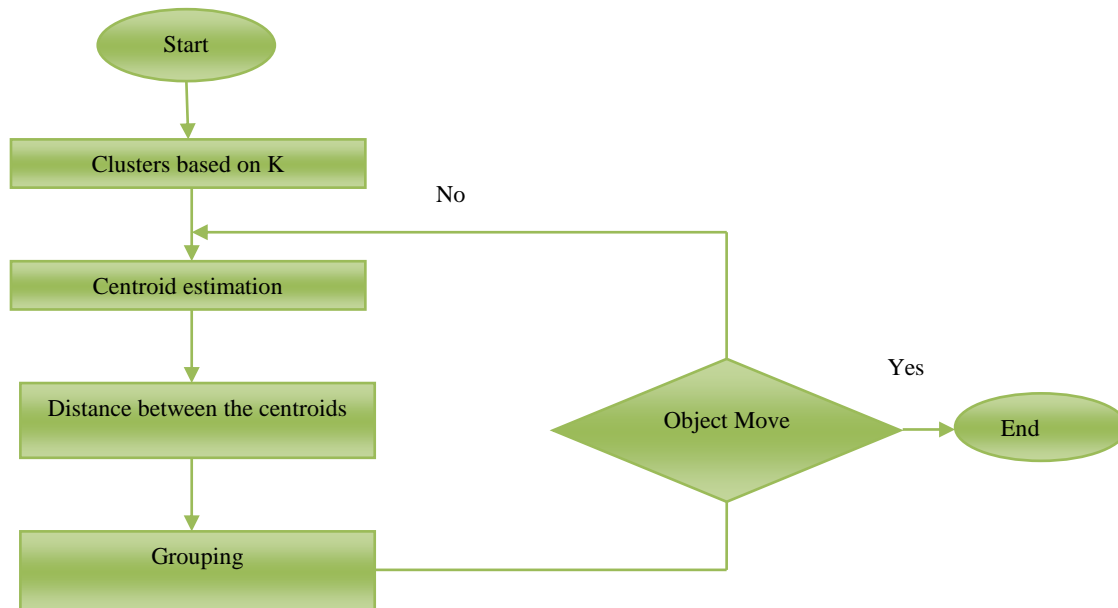 Start
Clusters based on K
No
Centroid estimation
Yes
Distance between the centroids
Object Move
End
Grouping